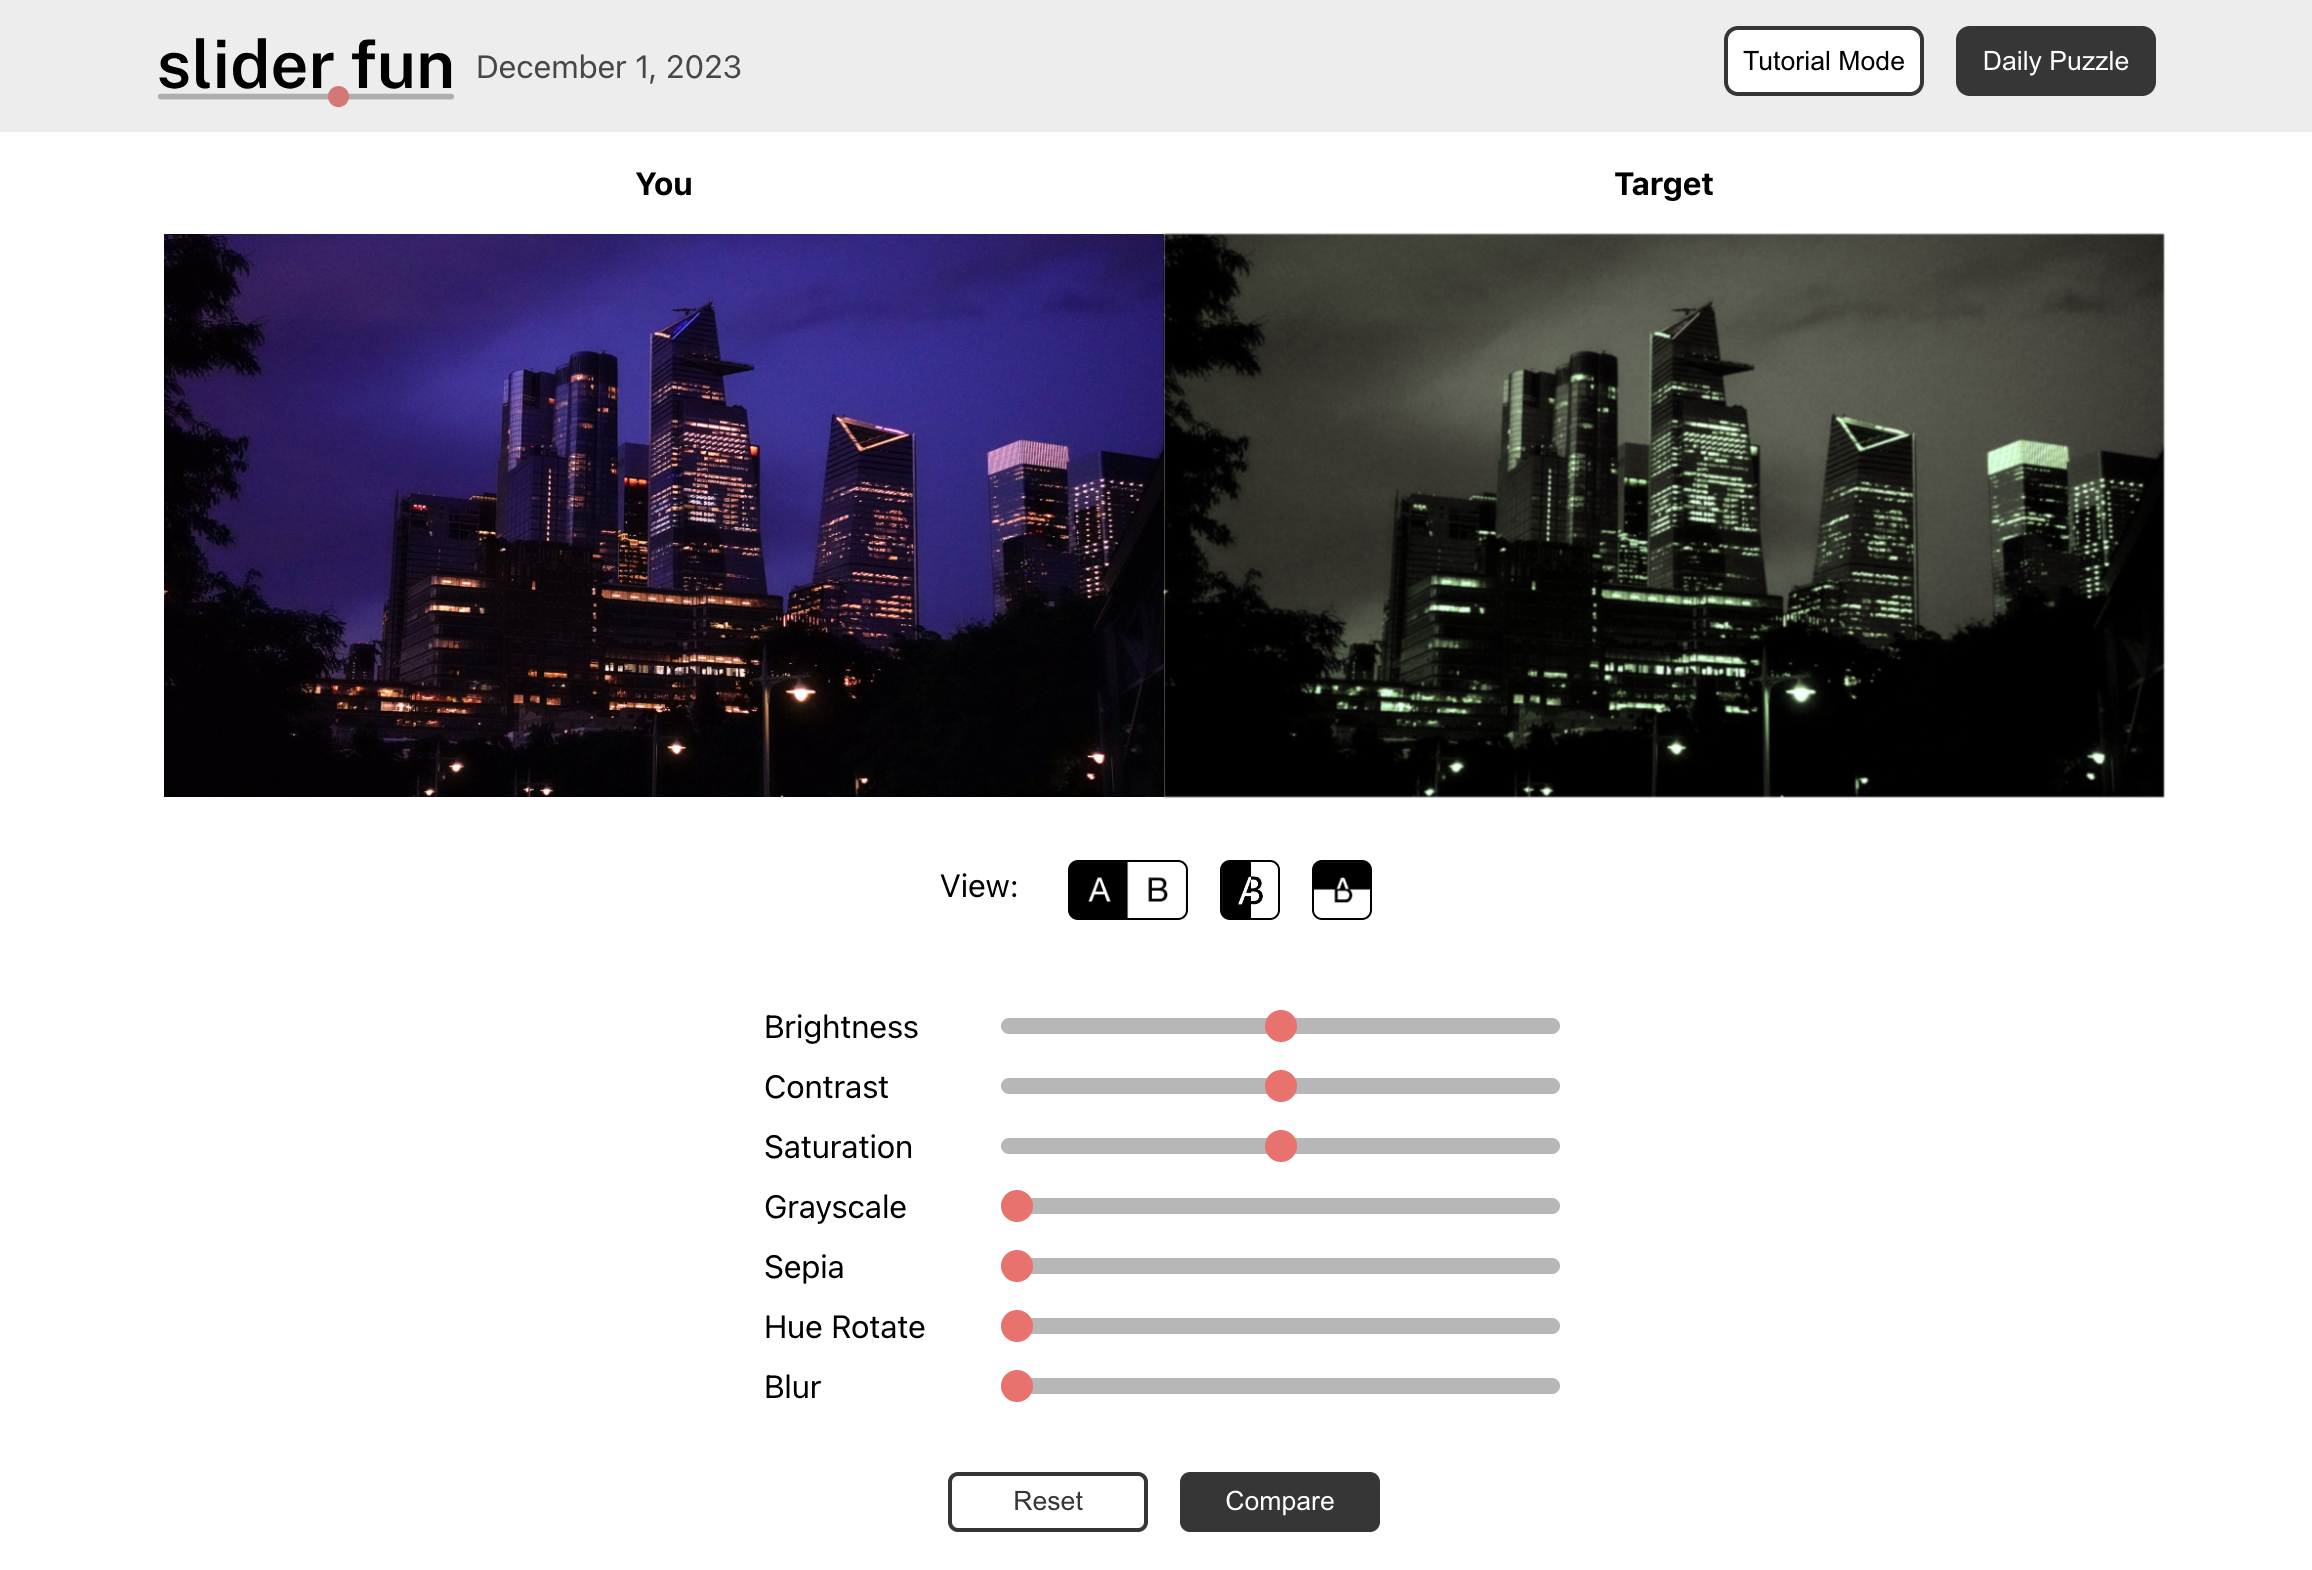 slider fun December 1, 2023 Tutorial Mode Daily Puzzle
You Target
View: A B A B A B
Brightness
Contrast
Saturation
Grayscale
Sepia
Hue Rotate
Blur
Reset Compare